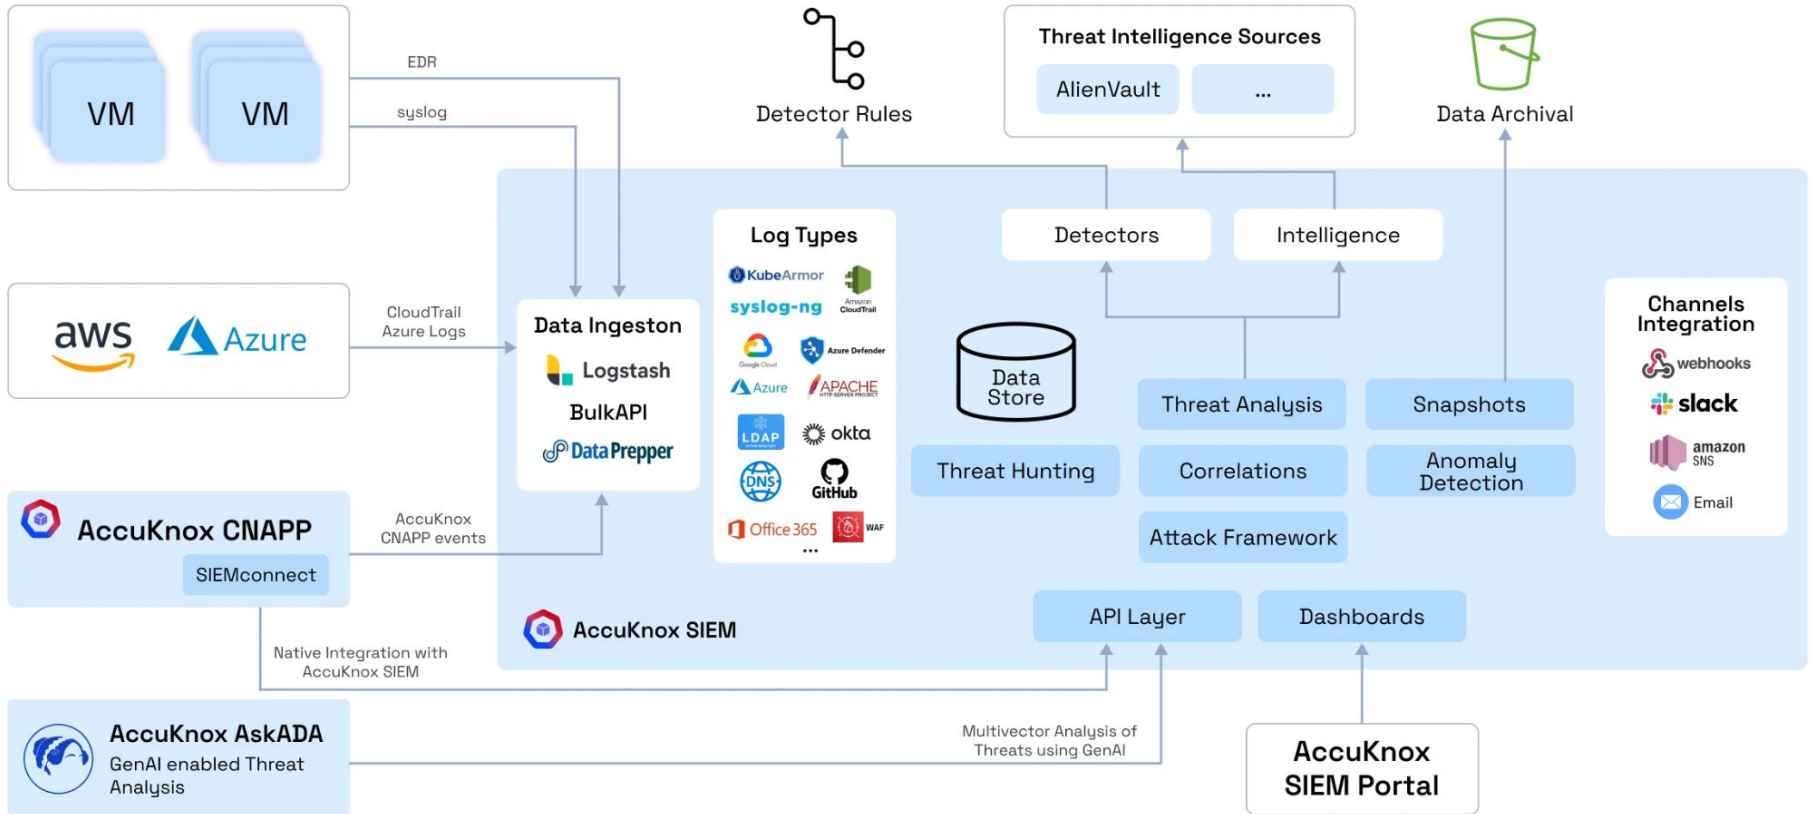 VM
VM
EDR
syslog
Detector Rules
Threat Intelligence Sources
AlienVault
...
Data Archival
aws
Azure
CloudTrail
Azure Logs
Data Ingeston
Logstash
BulkAPI
Data Prepper
Log Types
KubeArmor
Amazon
CloudTrail
syslog-ng
Google Cloud
Azure Defender
Azure
APACHE
HTTP SERVER PROJECT
LDAP
okta
DNS
GitHub
Office 365
WAF
...
Detectors
Intelligence
Data
Store
Threat Analysis
Snapshots
Threat Hunting
Correlations
Anomaly
Detection
Attack Framework
Channels
Integration
webhooks
slack
amazon
SNS
Email
AccuKnox CNAPP
SIEMconnect
AccuKnox
CNAPP events
AccuKnox SIEM
API Layer
Dashboards
Native Integration with
AccuKnox SIEM
AccuKnox AskADA
GenAI enabled Threat
Analysis
Multivector Analysis of
Threats using GenAI
AccuKnox
SIEM Portal